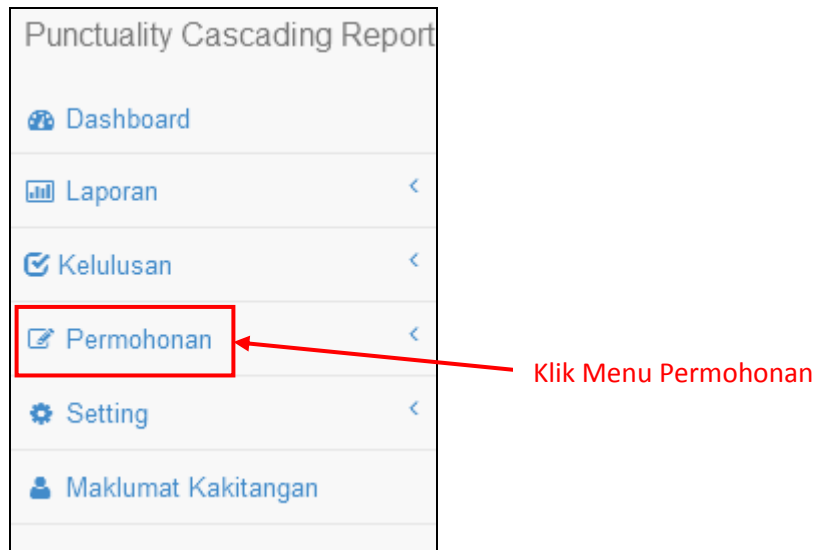 Punctuality Cascading Report
Dashboard
Laporan
Kelulusan
Permohonan
Klik Menu Permohonan
Setting
Maklumat Kakitangan